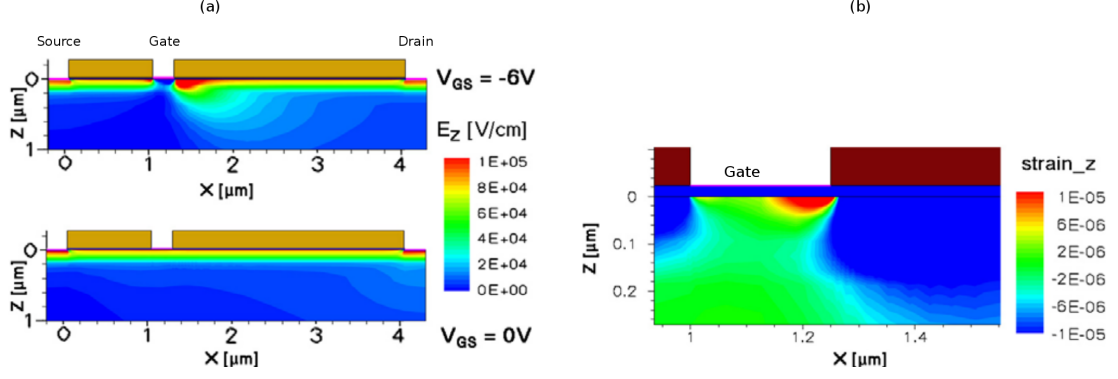 (a)
(b)
Source
Gate
Drain
0
1
Z [μm]
0
1
2
3
4
X [μm]
V_GS = -6V
E_Z [V/cm]
1E+05
8E+04
6E+04
4E+04
2E+04
0E+00
0
1
Z [μm]
0
1
2
3
4
X [μm]
V_GS = 0V
Gate
0
0.1
0.2
Z [μm]
1
1.2
1.4
X [μm]
strain_z
1E-05
6E-06
2E-06
-2E-06
-6E-06
-1E-05